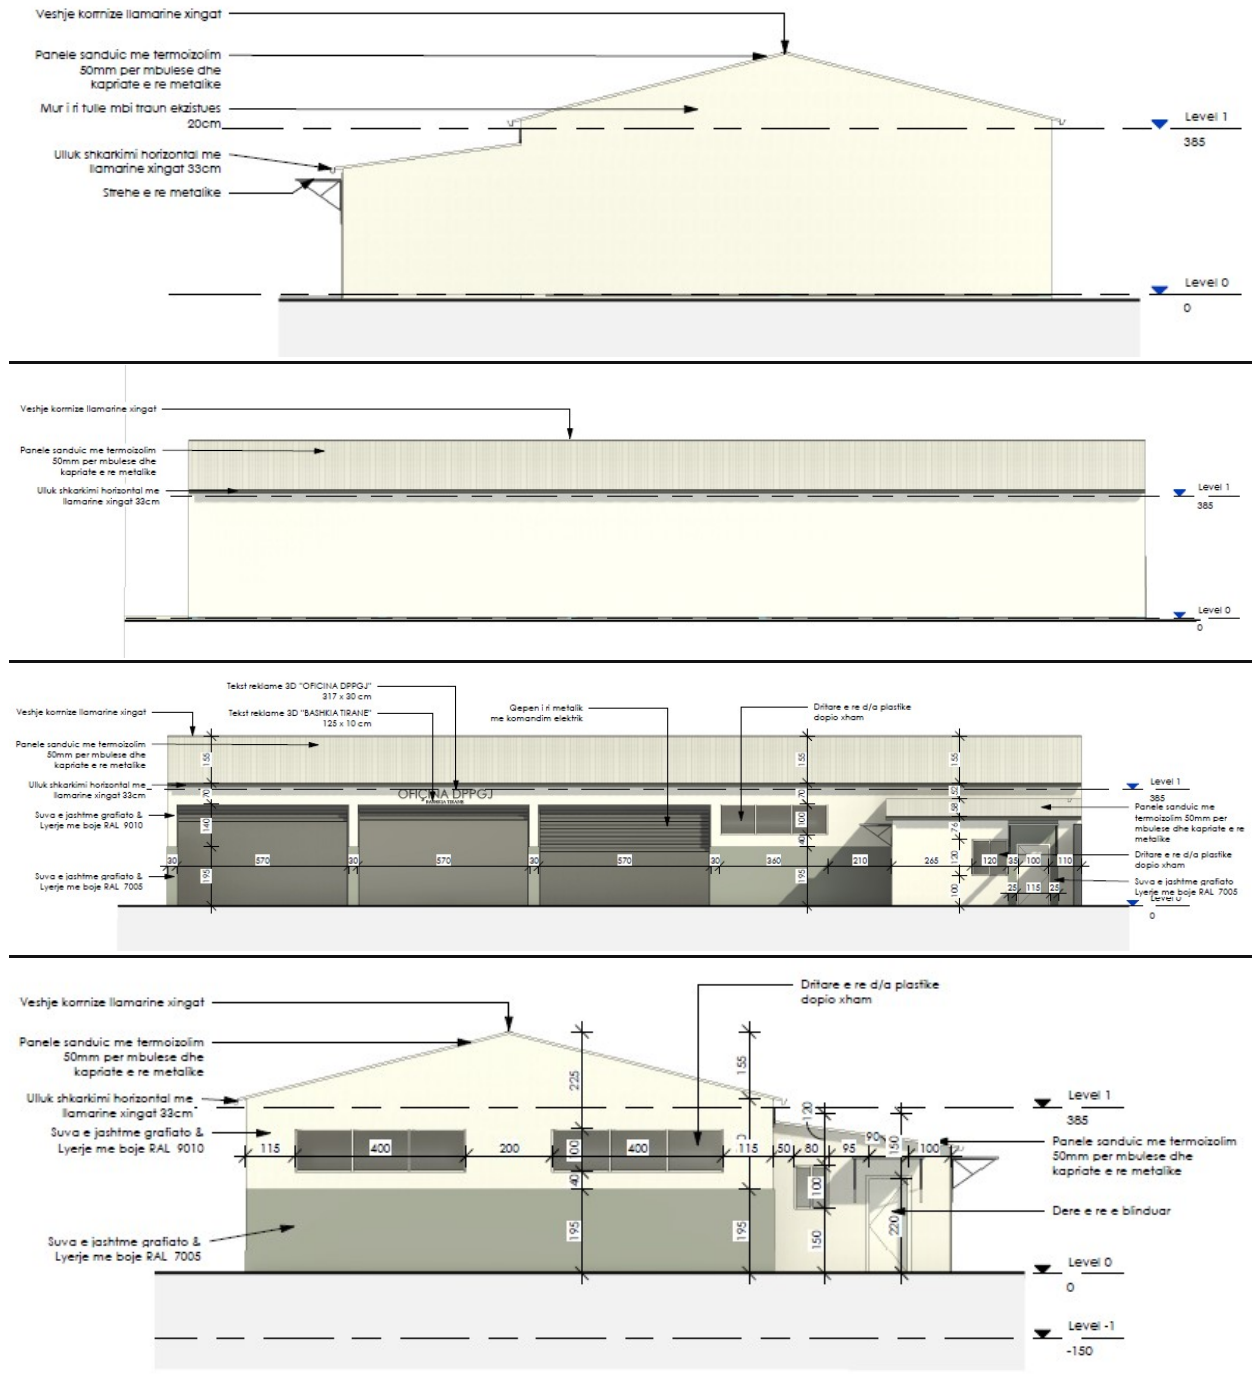 Veshje korrnize llamarine xingat
Panele sanduic me termoizolim
50mm per mbulese dhe
kapriate e re metalike
Mur i ri tulle mbi traun ekzistues
20cm
Ulluk shkarkimi horizontal me
llamarine xingat 33cm
Strehe e re metalike
Level 1
385
Level 0
0
Veshje korrnize llamarine xingat
Panele sanduic me termoizolim
50mm per mbulese dhe
kapriate e re metalike
Ulluk shkarkimi horizontal me
llamarine xingat 33cm
Level 1
385
Level 0
0
Tekst reklame 3D "OFICINA DPPGJ"
317 x 30 cm
Tekst reklame 3D "BASHKIA TIRANE"
125 x 10 cm
Qepen i ri metalik
me komandim elektrik
Dritare e re d/a plastike
dopio xham
Veshje korrnize llamarine xingat
Panele sanduic me termoizolim
50mm per mbulese dhe
kapriate e re metalike
Ulluk shkarkimi horizontal me
llamarine xingat 33cm
Suva e jashtme grafiato &
Lyerje me boje RAL 9010
Suva e jashtme grafiato &
Lyerje me boje RAL 7005
OFIÇINA DPPGJ
BASHKIA TIRANE
155 155 155
70 70 52
140 100 58
40 76
195 195 120
100
30 570 30 570 30 570 30 360 210 265 120 35 100 110
25 115 25
Level 1
385
Panele sanduic me
termoizolim 50mm per
mbulese dhe kapriate e re
metalike
Dritare e re d/a plastike
dopio xham
Suva e jashtme grafiato
Lyerje me boje RAL 7005
Level 0
0
Veshje korrnize llamarine xingat
Panele sanduic me termoizolim
50mm per mbulese dhe
kapriate e re metalike
Ulluk shkarkimi horizontal me
llamarine xingat 33cm
Suva e jashtme grafiato &
Lyerje me boje RAL 9010
Suva e jashtme grafiato &
Lyerje me boje RAL 7005
Dritare e re d/a plastike
dopio xham
225 155
120
90 150
115 400 200 400 115 50 80 95 100
100
40 100
195 195 150 220
Level 1
385
Panele sanduic me termoizolim
50mm per mbulese dhe
kapriate e re metalike
Dere e re e blinduar
Level 0
0
Level -1
-150